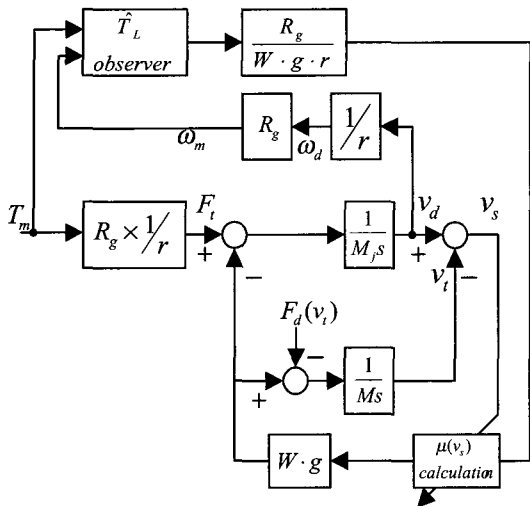 T̂_L
observer
R_g
W · g · r
R_g
1/r
ω_m
ω_d
T_m
R_g × 1/r
F_t
+
−
1
M_j s
v_d
+
v_s
v_t
−
F_d(v_t)
−
+
1
Ms
W · g
μ(v_s)
calculation